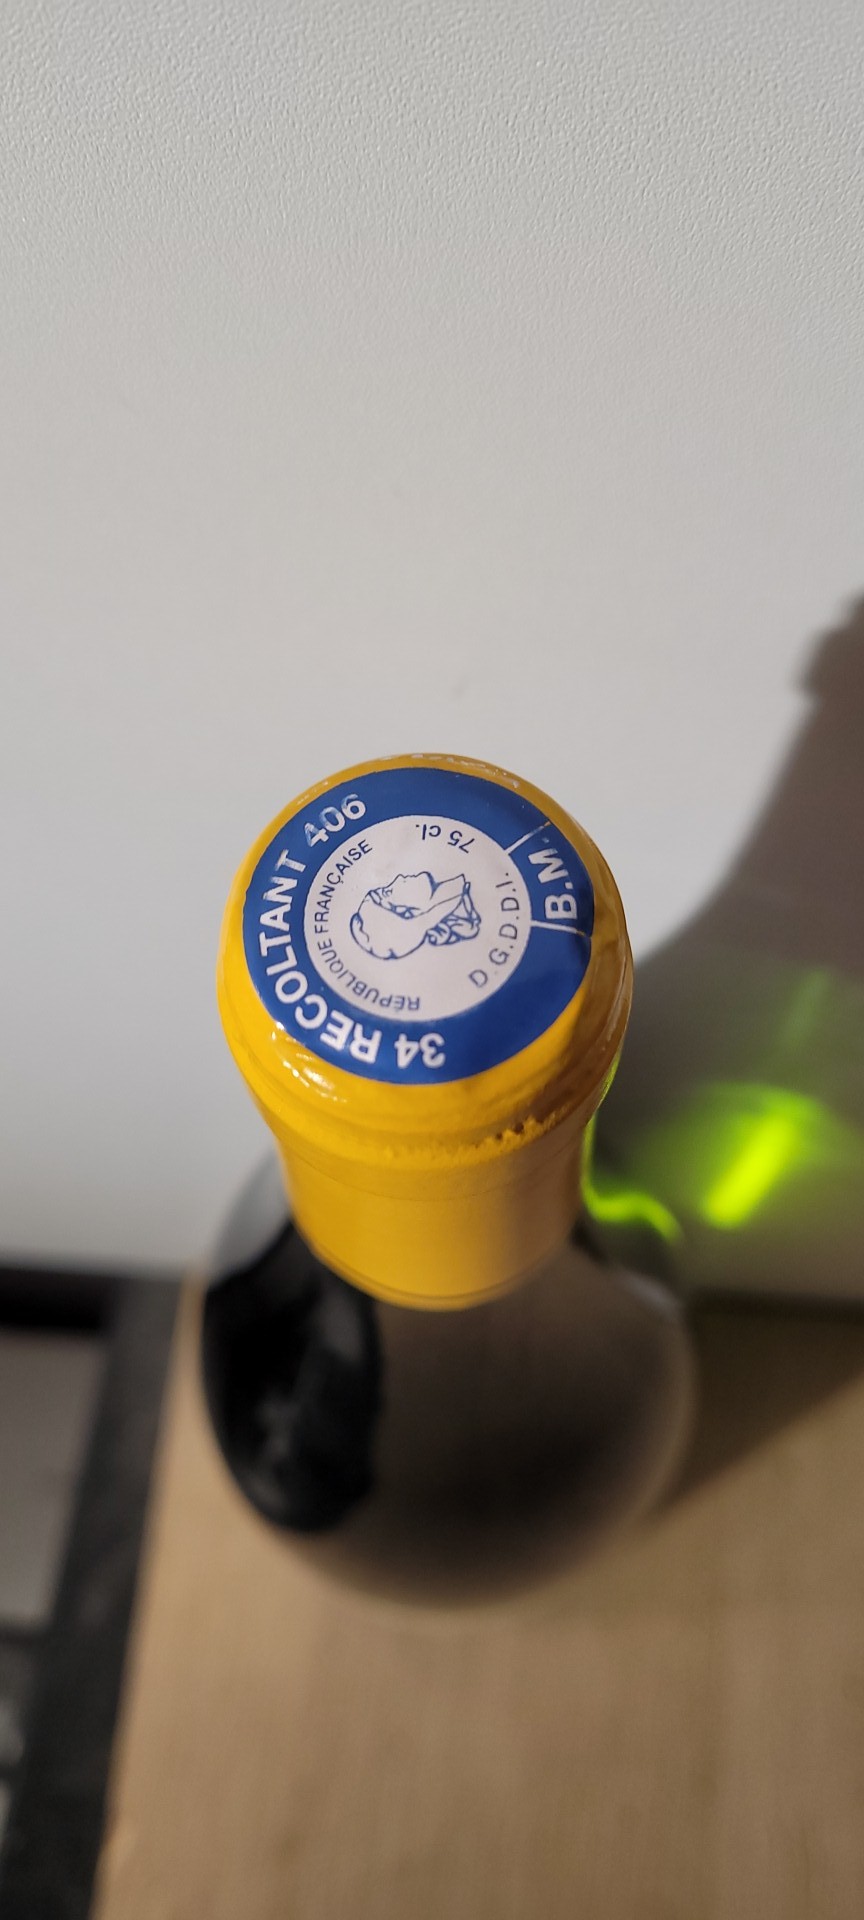 34 RECOLTANT 406
B.M.
RÉPUBLIQUE FRANÇAISE
75 cl.
D.G.D.D.I.